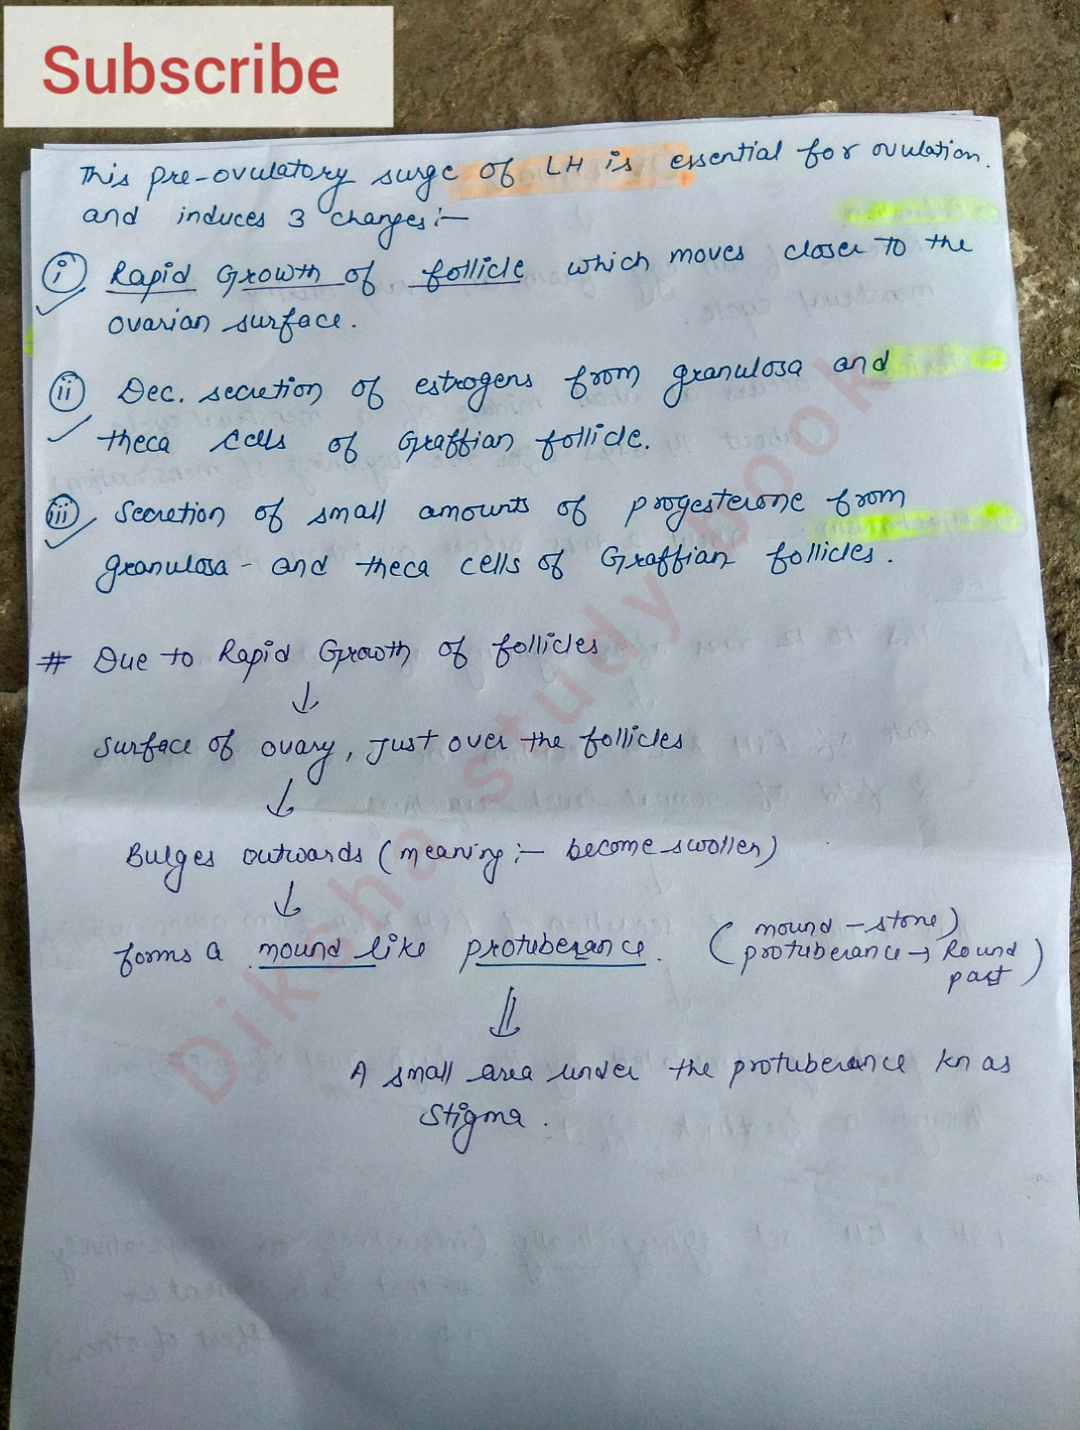 Subscribe
This pre-ovulatory surge of LH is essential for ovulation.
and induces 3 changes :-
(i) Rapid Growth of follicle which moves closer to the
ovarian surface.
(ii) Dec. secretion of estrogens from granulosa and
theca cells of Graffian follicle.
(iii) Secretion of small amounts of progesterone from
granulosa - and theca cells of Graffian follicles.
# Due to Rapid Growth of follicles
↓
Surface of ovary, just over the follicles
↓
Bulges outwards (meaning :- become swollen)
↓
forms a mound like protuberance. (mound - stone)
(protuberance → Round
part)
⇓
A small area under the protuberance kn as
Stigma.
Diksha study book